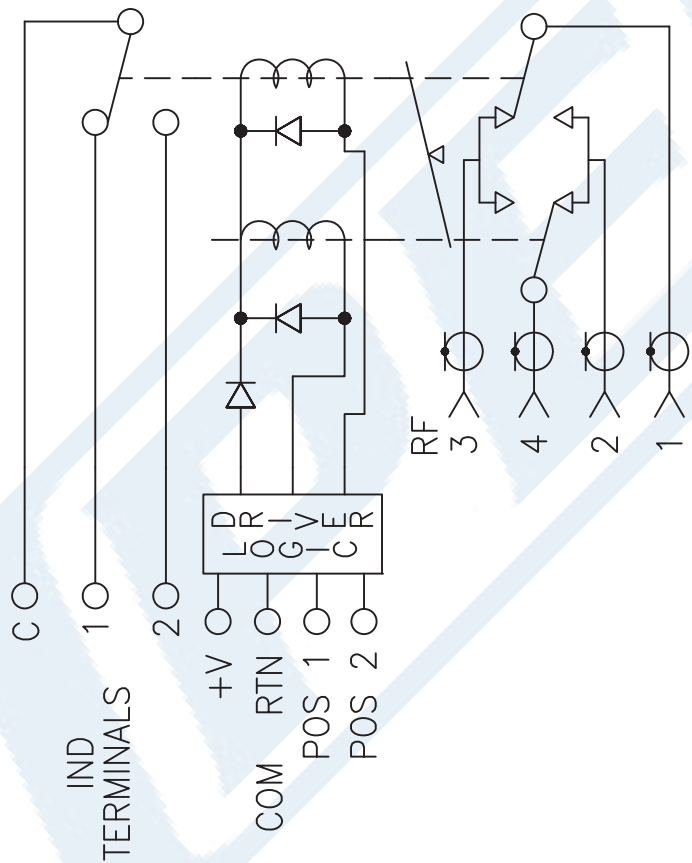 C
1
2
IND
TERMINALS
+V
COM RTN
POS 1
POS 2
LOGIC
DRIVER
RF
3
4
2
1